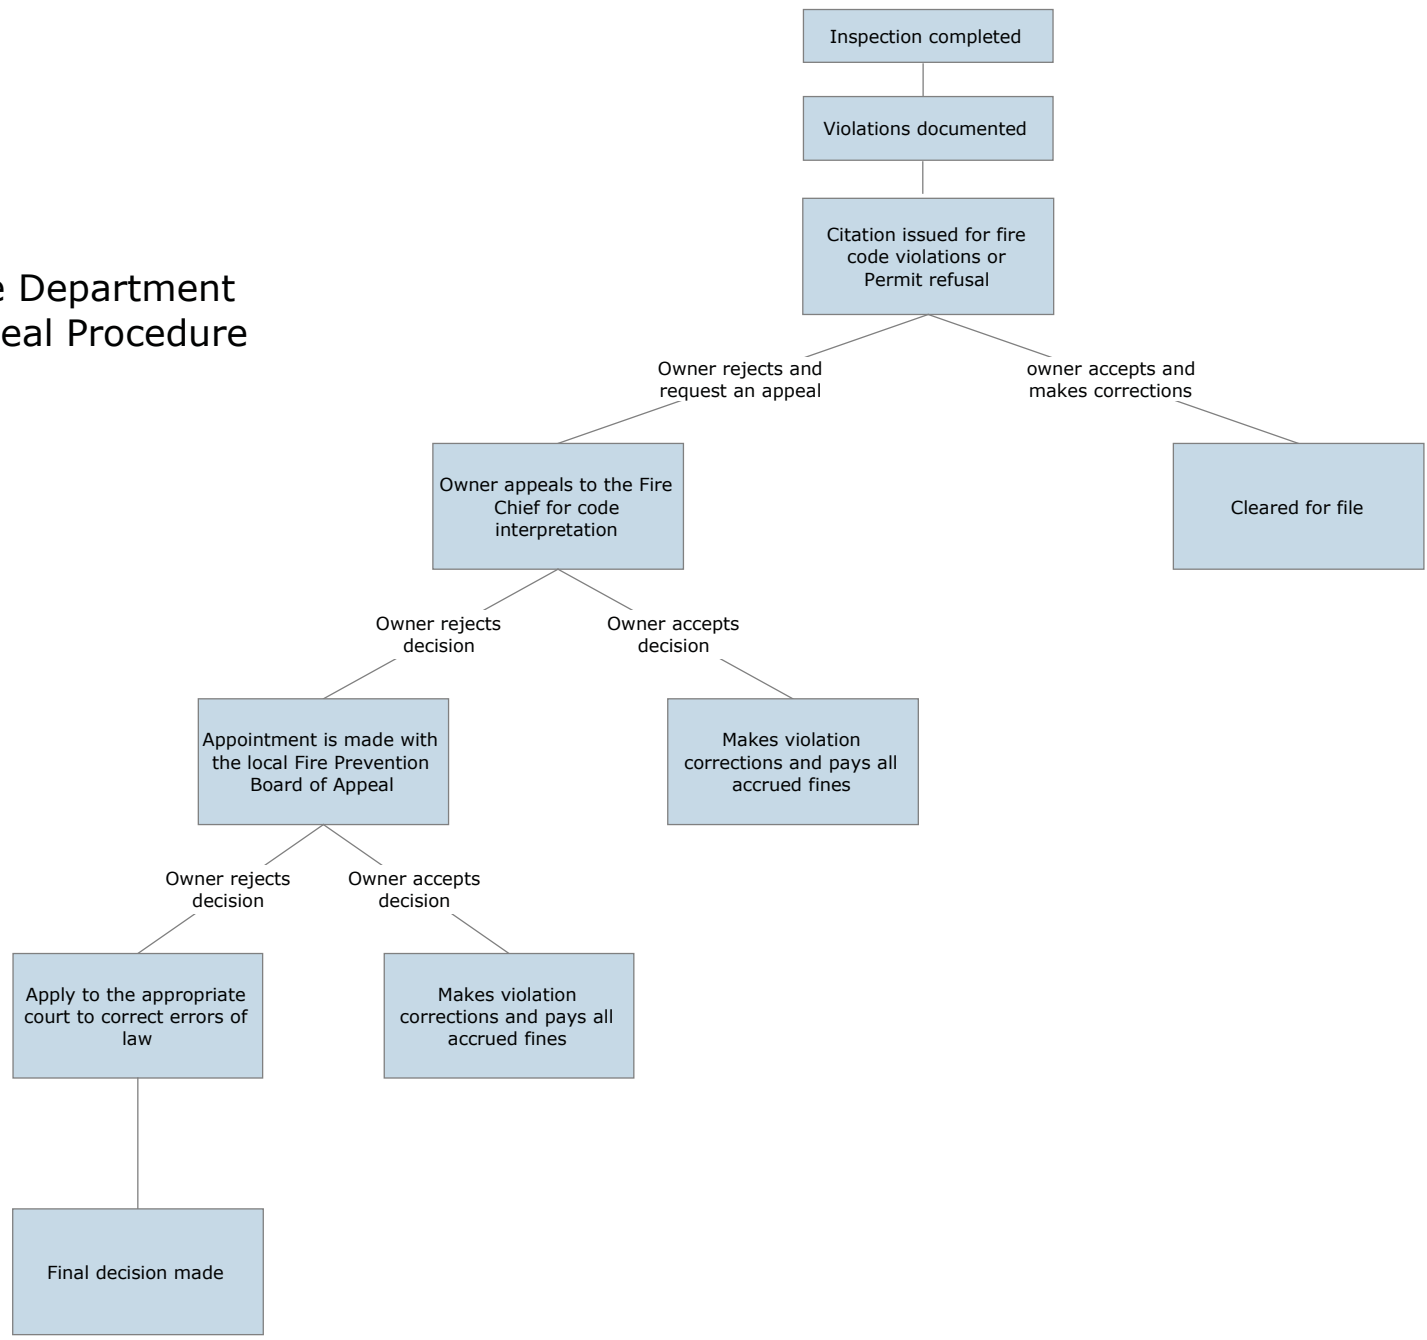 Inspection completed
Violations documented
Citation issued for fire
code violations or
Permit refusal
Department
Procedure
Owner rejects and
request an appeal
owner accepts and
makes corrections
Owner appeals to the Fire
Chief for code
interpretation
Cleared for file
Owner rejects
decision
Owner accepts
decision
Appointment is made with
the local Fire Prevention
Board of Appeal
Makes violation
corrections and pays all
accrued fines
Owner rejects
decision
Owner accepts
decision
Apply to the appropriate
court to correct errors of
law
Makes violation
corrections and pays all
accrued fines
Final decision made